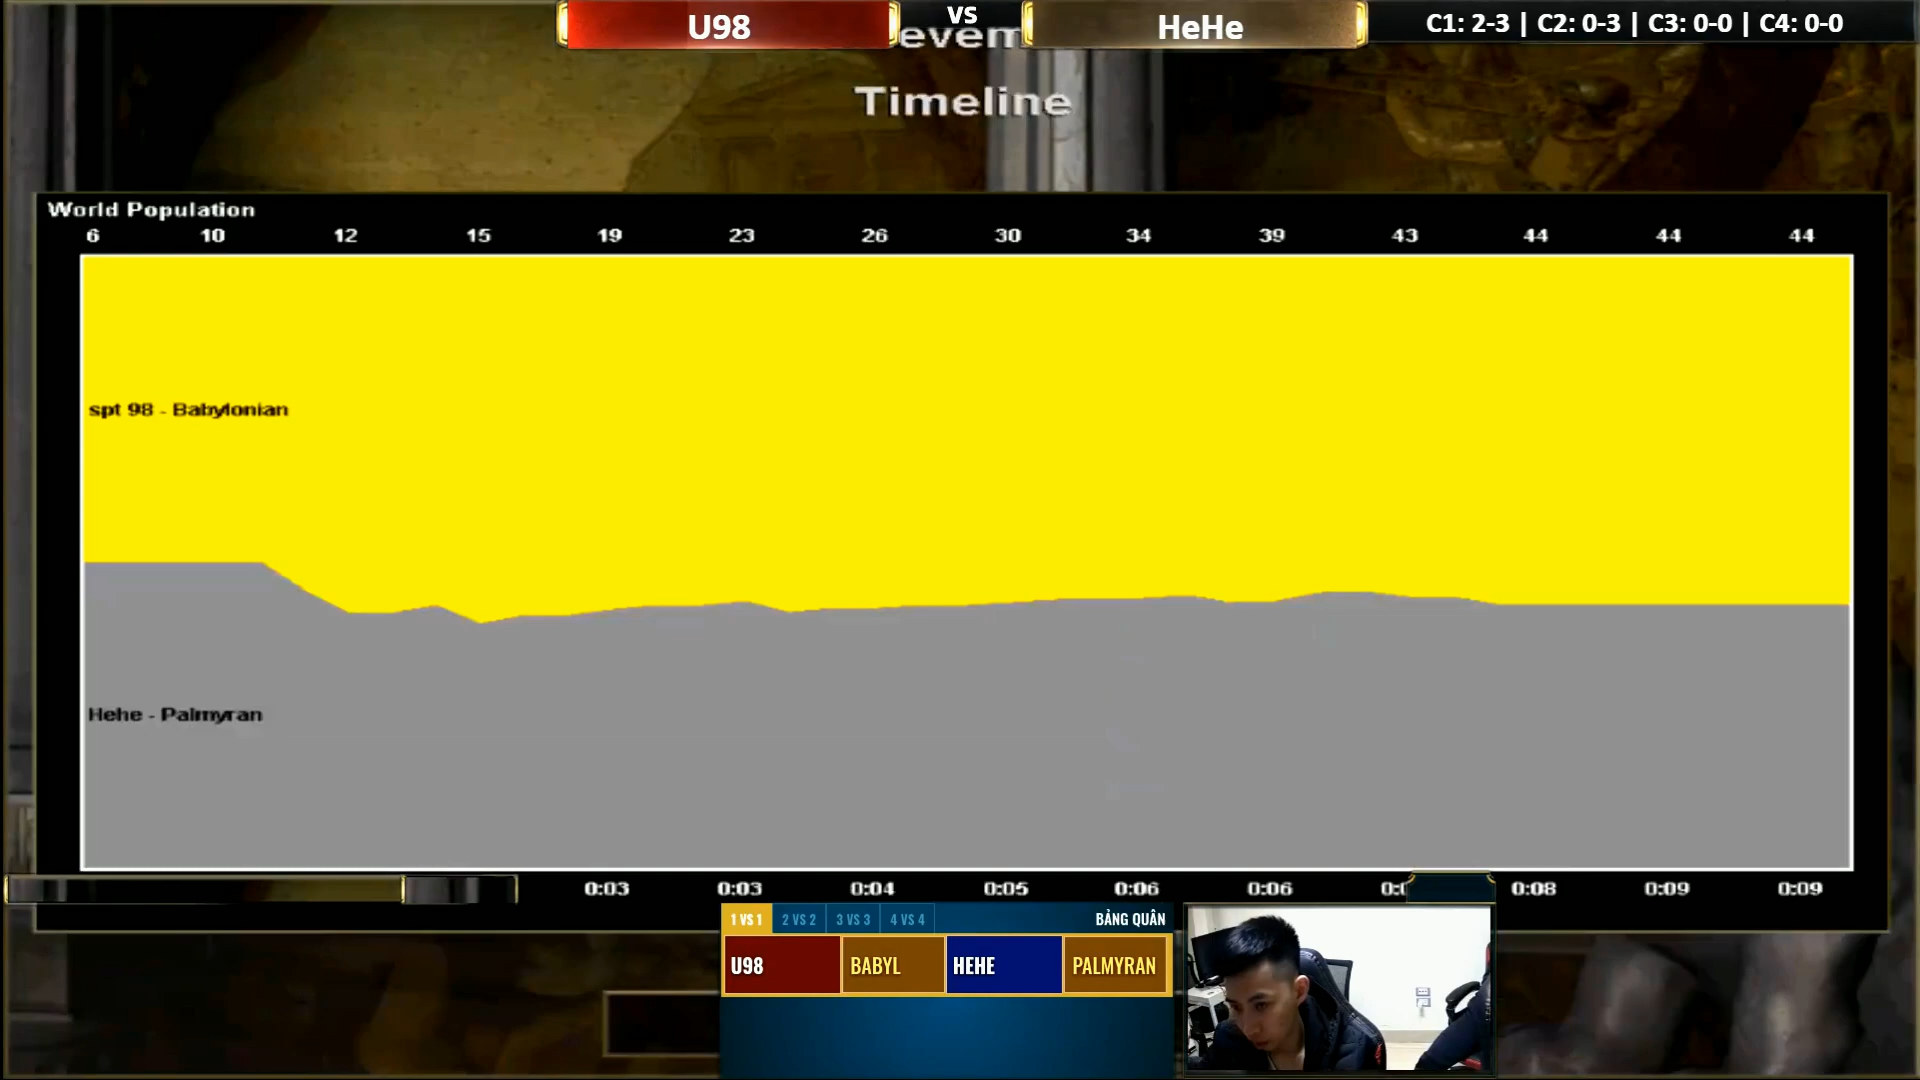 U98
VS
HeHe
C1: 2-3 | C2: 0-3 | C3: 0-0 | C4: 0-0
evem
Timeline
World Population
6 10 12 15 19 23 26 30 34 39 43 44 44 44
spt 98 - Babylonian
Hehe - Palmyran
0:03 0:03 0:04 0:05 0:06 0:06 0:08 0:09 0:09
1 VS 1 2 VS 2 3 VS 3 4 VS 4 BẢNG QUÂN
U98 BABYL HEHE PALMYRAN